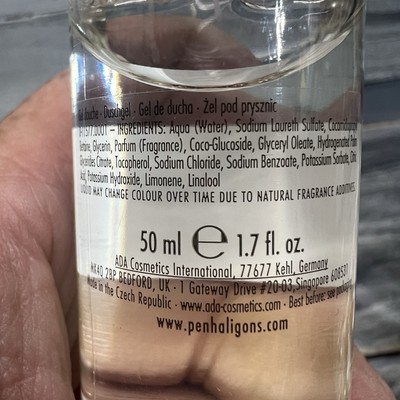 douche · Duschgel · Gel de ducha · Żel pod prysznic
INGREDIENTS: Aqua (Water), Sodium Laureth Sulfate,
Glycerin, Parfum (Fragrance), Coco-Glucoside, Glyceryl Oleate, Hydrogenated
Glycerides Citrate, Tocopherol, Sodium Chloride, Sodium Benzoate, Potassium Sorbate,
Acid, Potassium Hydroxide, Limonene, Linalool
LIQUID MAY CHANGE COLOUR OVER TIME DUE TO NATURAL FRAGRANCE ADDITIVES.
50 ml ℮ 1.7 fl. oz.
ADA Cosmetics International, 77677 Kehl, Germany
MK40 2BP BEDFORD, UK · 1 Gateway Drive #20-03, Singapore 608531
Made in the Czech Republic · www.ada-cosmetics.com · Best before: see
www.penhaligons.com